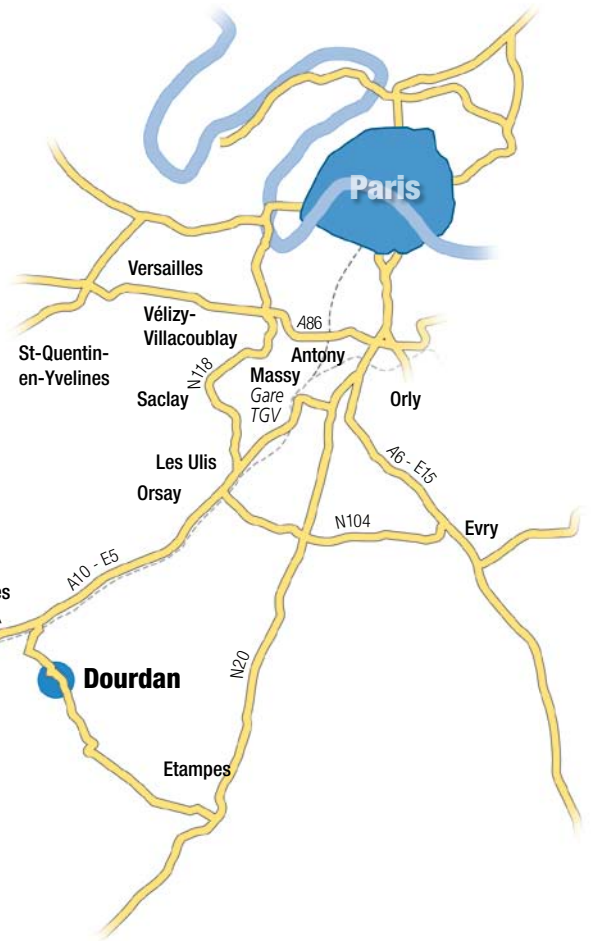 Paris
Versailles
Vélizy-
Villacoublay
A86
Antony
St-Quentin-
en-Yvelines
N118
Massy
Gare
TGV
Saclay
Orly
Les Ulis
Orsay
A6 - E15
N104
Evry
A10 - E5
es
Dourdan
N20
Etampes